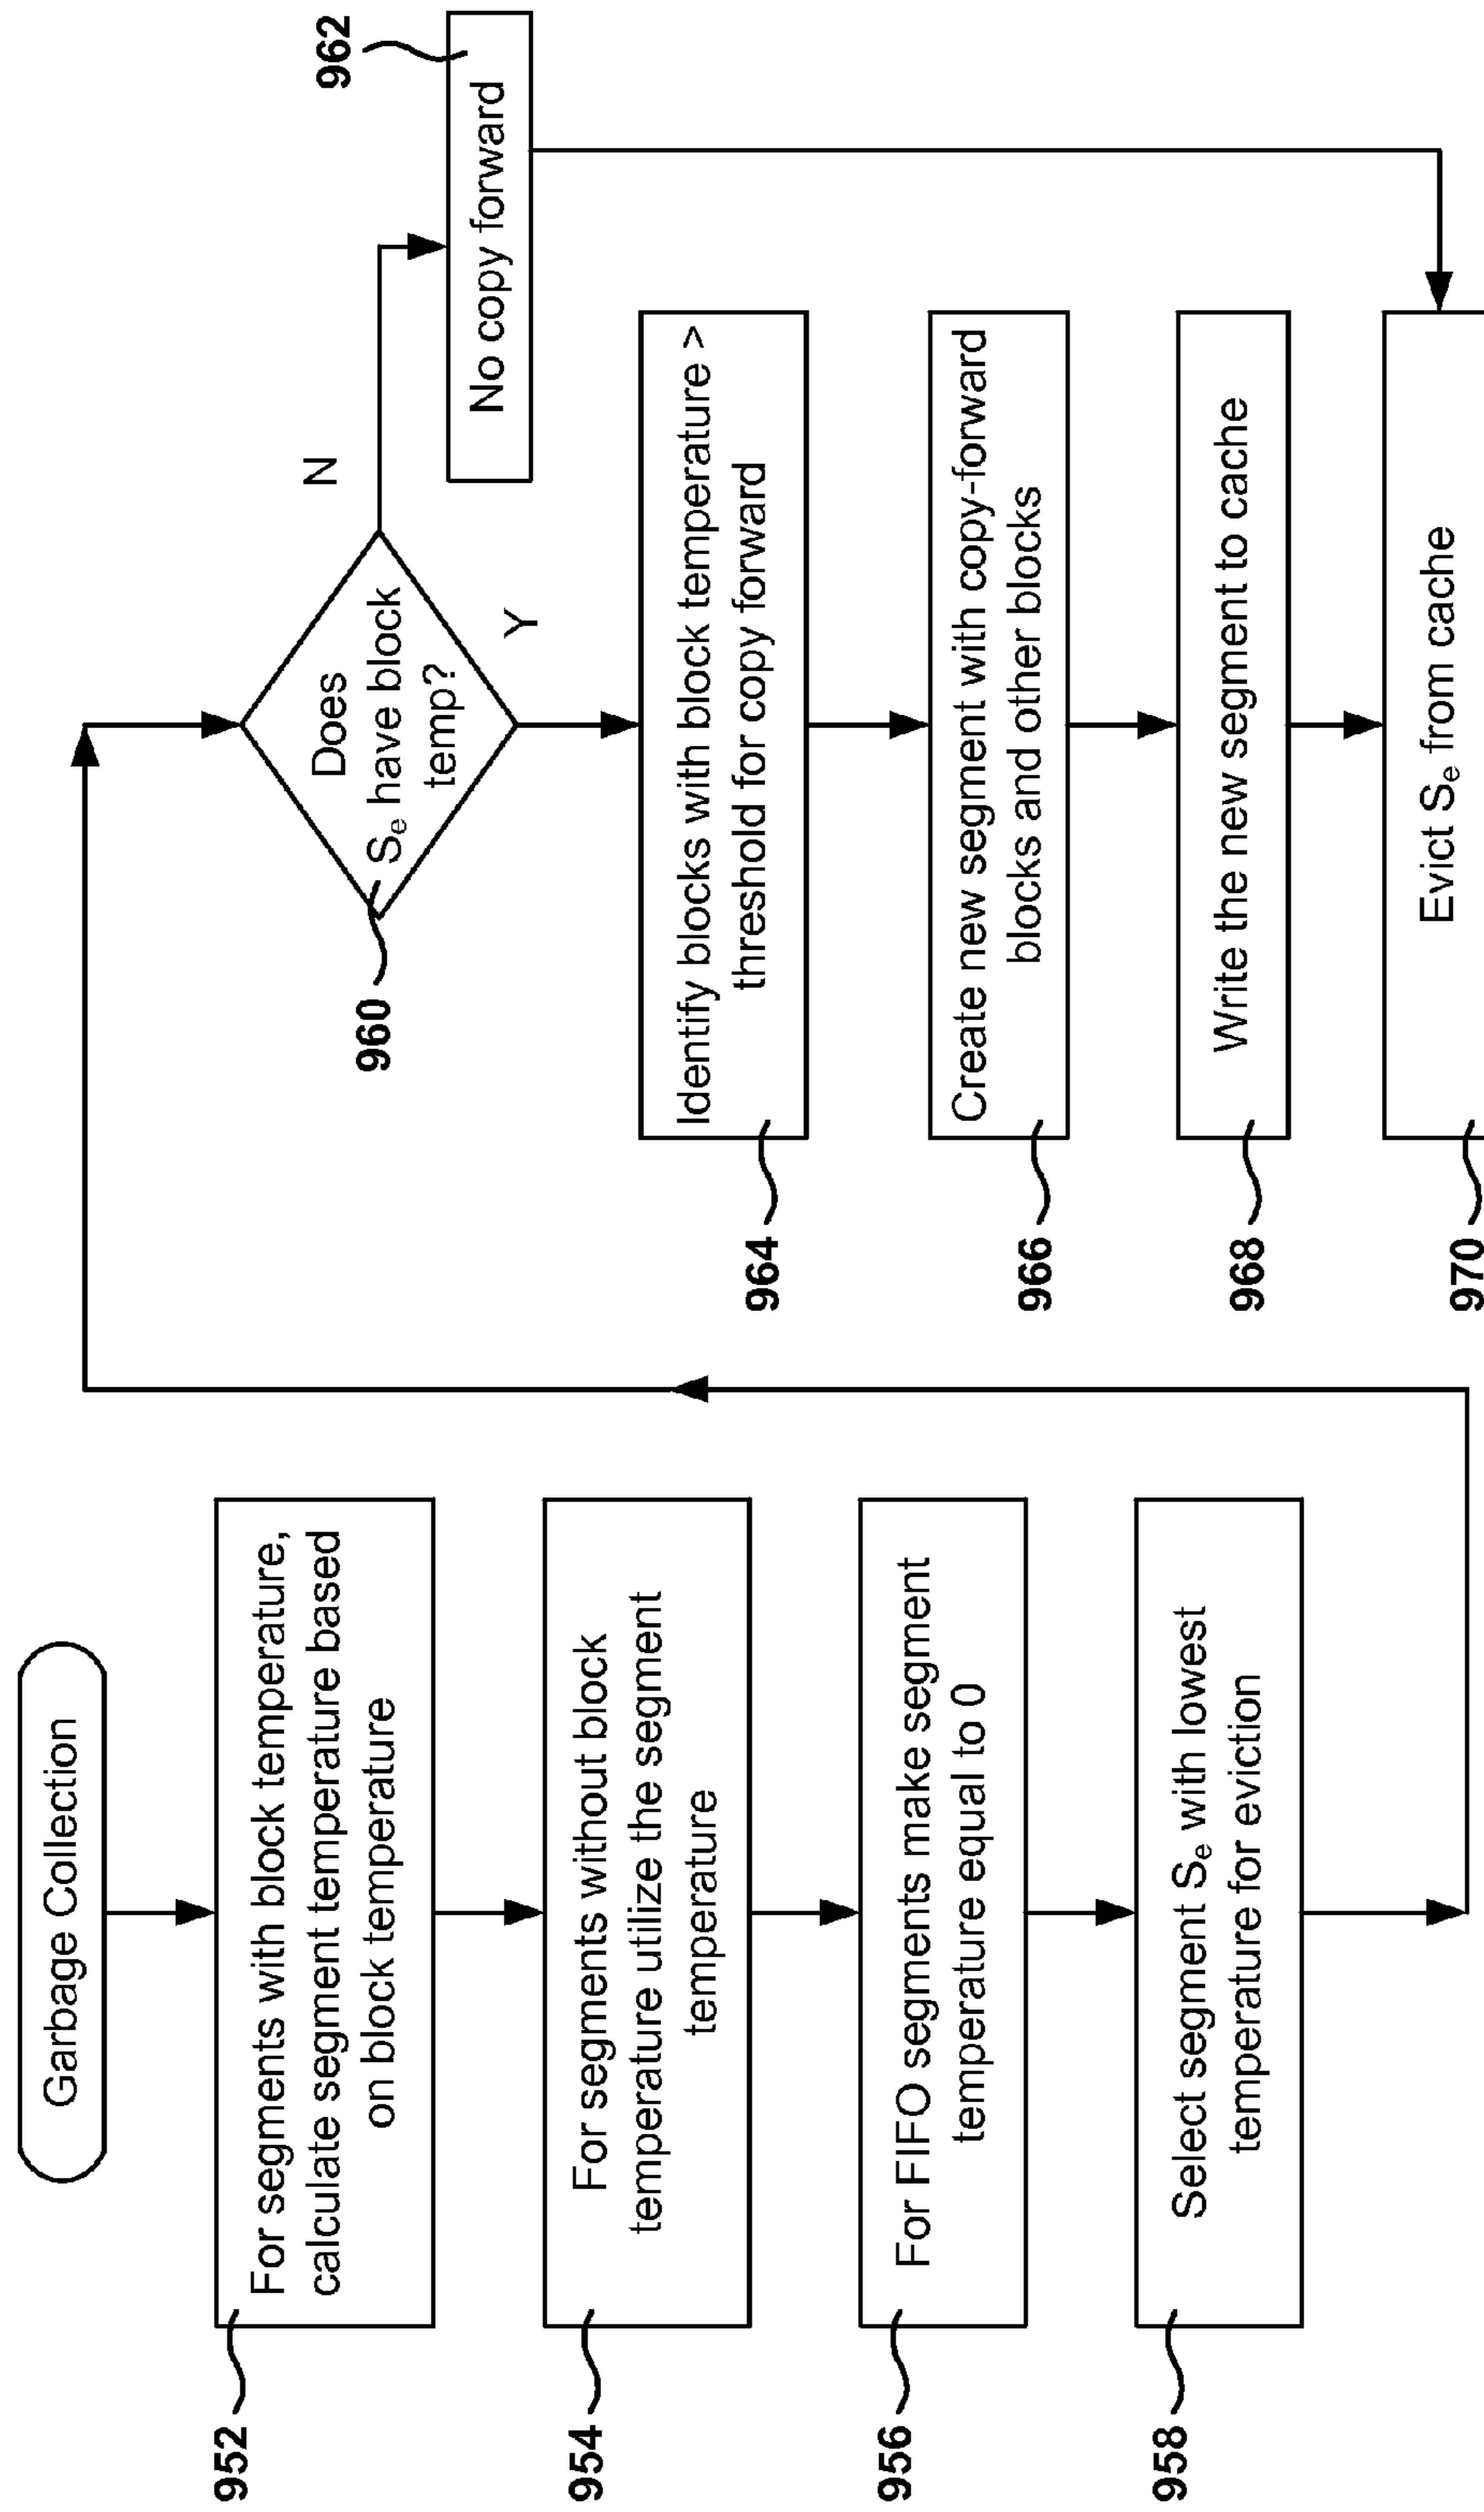 Garbage Collection
952
For segments with block temperature,
calculate segment temperature based
on block temperature
954
For segments without block
temperature utilize the segment
temperature
956
For FIFO segments make segment
temperature equal to 0
958
Select segment Sₑ with lowest
temperature for eviction
960
Does
Sₑ have block
temp?
N
Y
962
No copy forward
964
Identify blocks with block temperature >
threshold for copy forward
966
Create new segment with copy-forward
blocks and other blocks
968
Write the new segment to cache
970
Evict Sₑ from cache